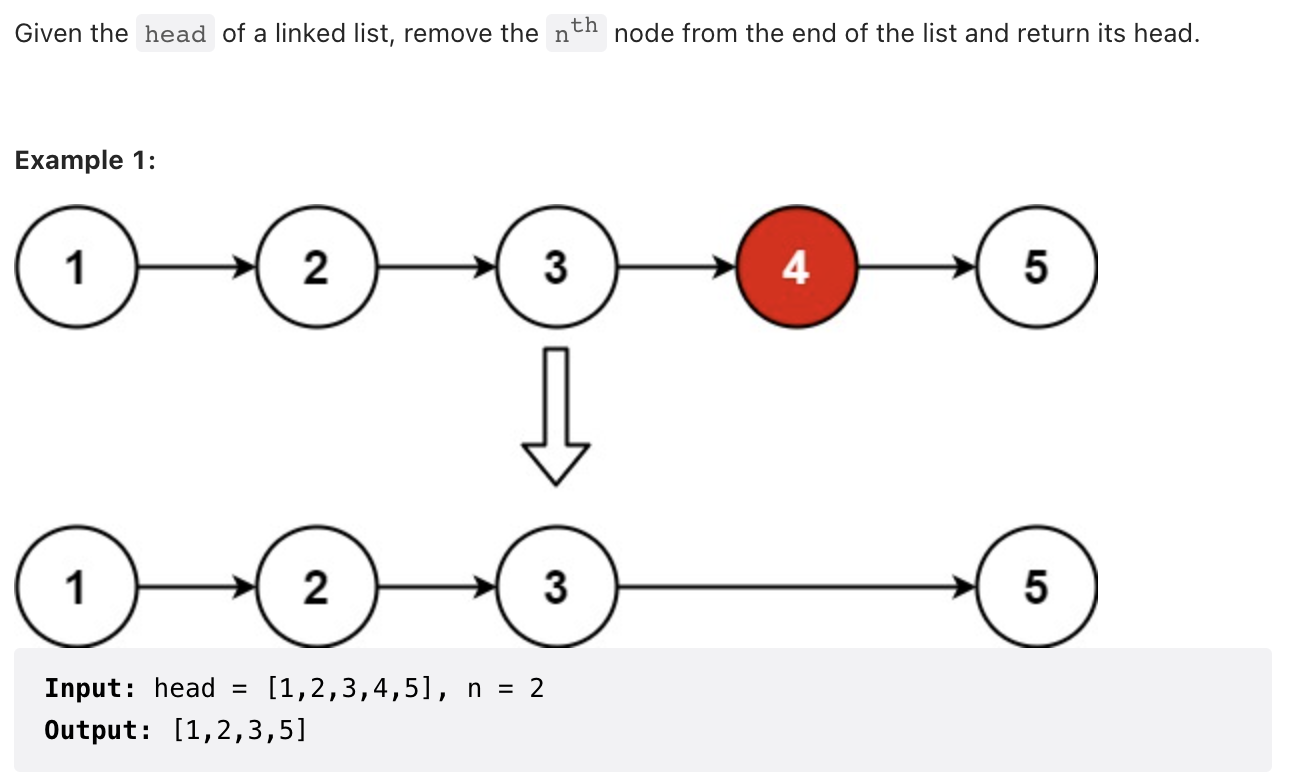 Given the head of a linked list, remove the nth node from the end of the list and return its head.
Example 1:
1 2 3 4 5
1 2 3 5
Input: head = [1,2,3,4,5], n = 2
Output: [1,2,3,5]